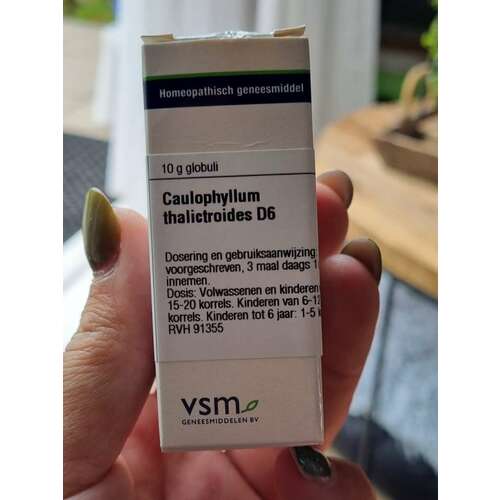 Homeopathisch geneesmiddel
10 g globuli
Caulophyllum
thalictroides D6
Dosering en gebruiksaanwijzing
voorgeschreven, 3 maal daags 1
innemen.
Dosis: Volwassenen en kinderen
15-20 korrels. Kinderen van 6-12
korrels. Kinderen tot 6 jaar: 1-5 k
RVH 91355
vsm
GENEESMIDDELEN BV